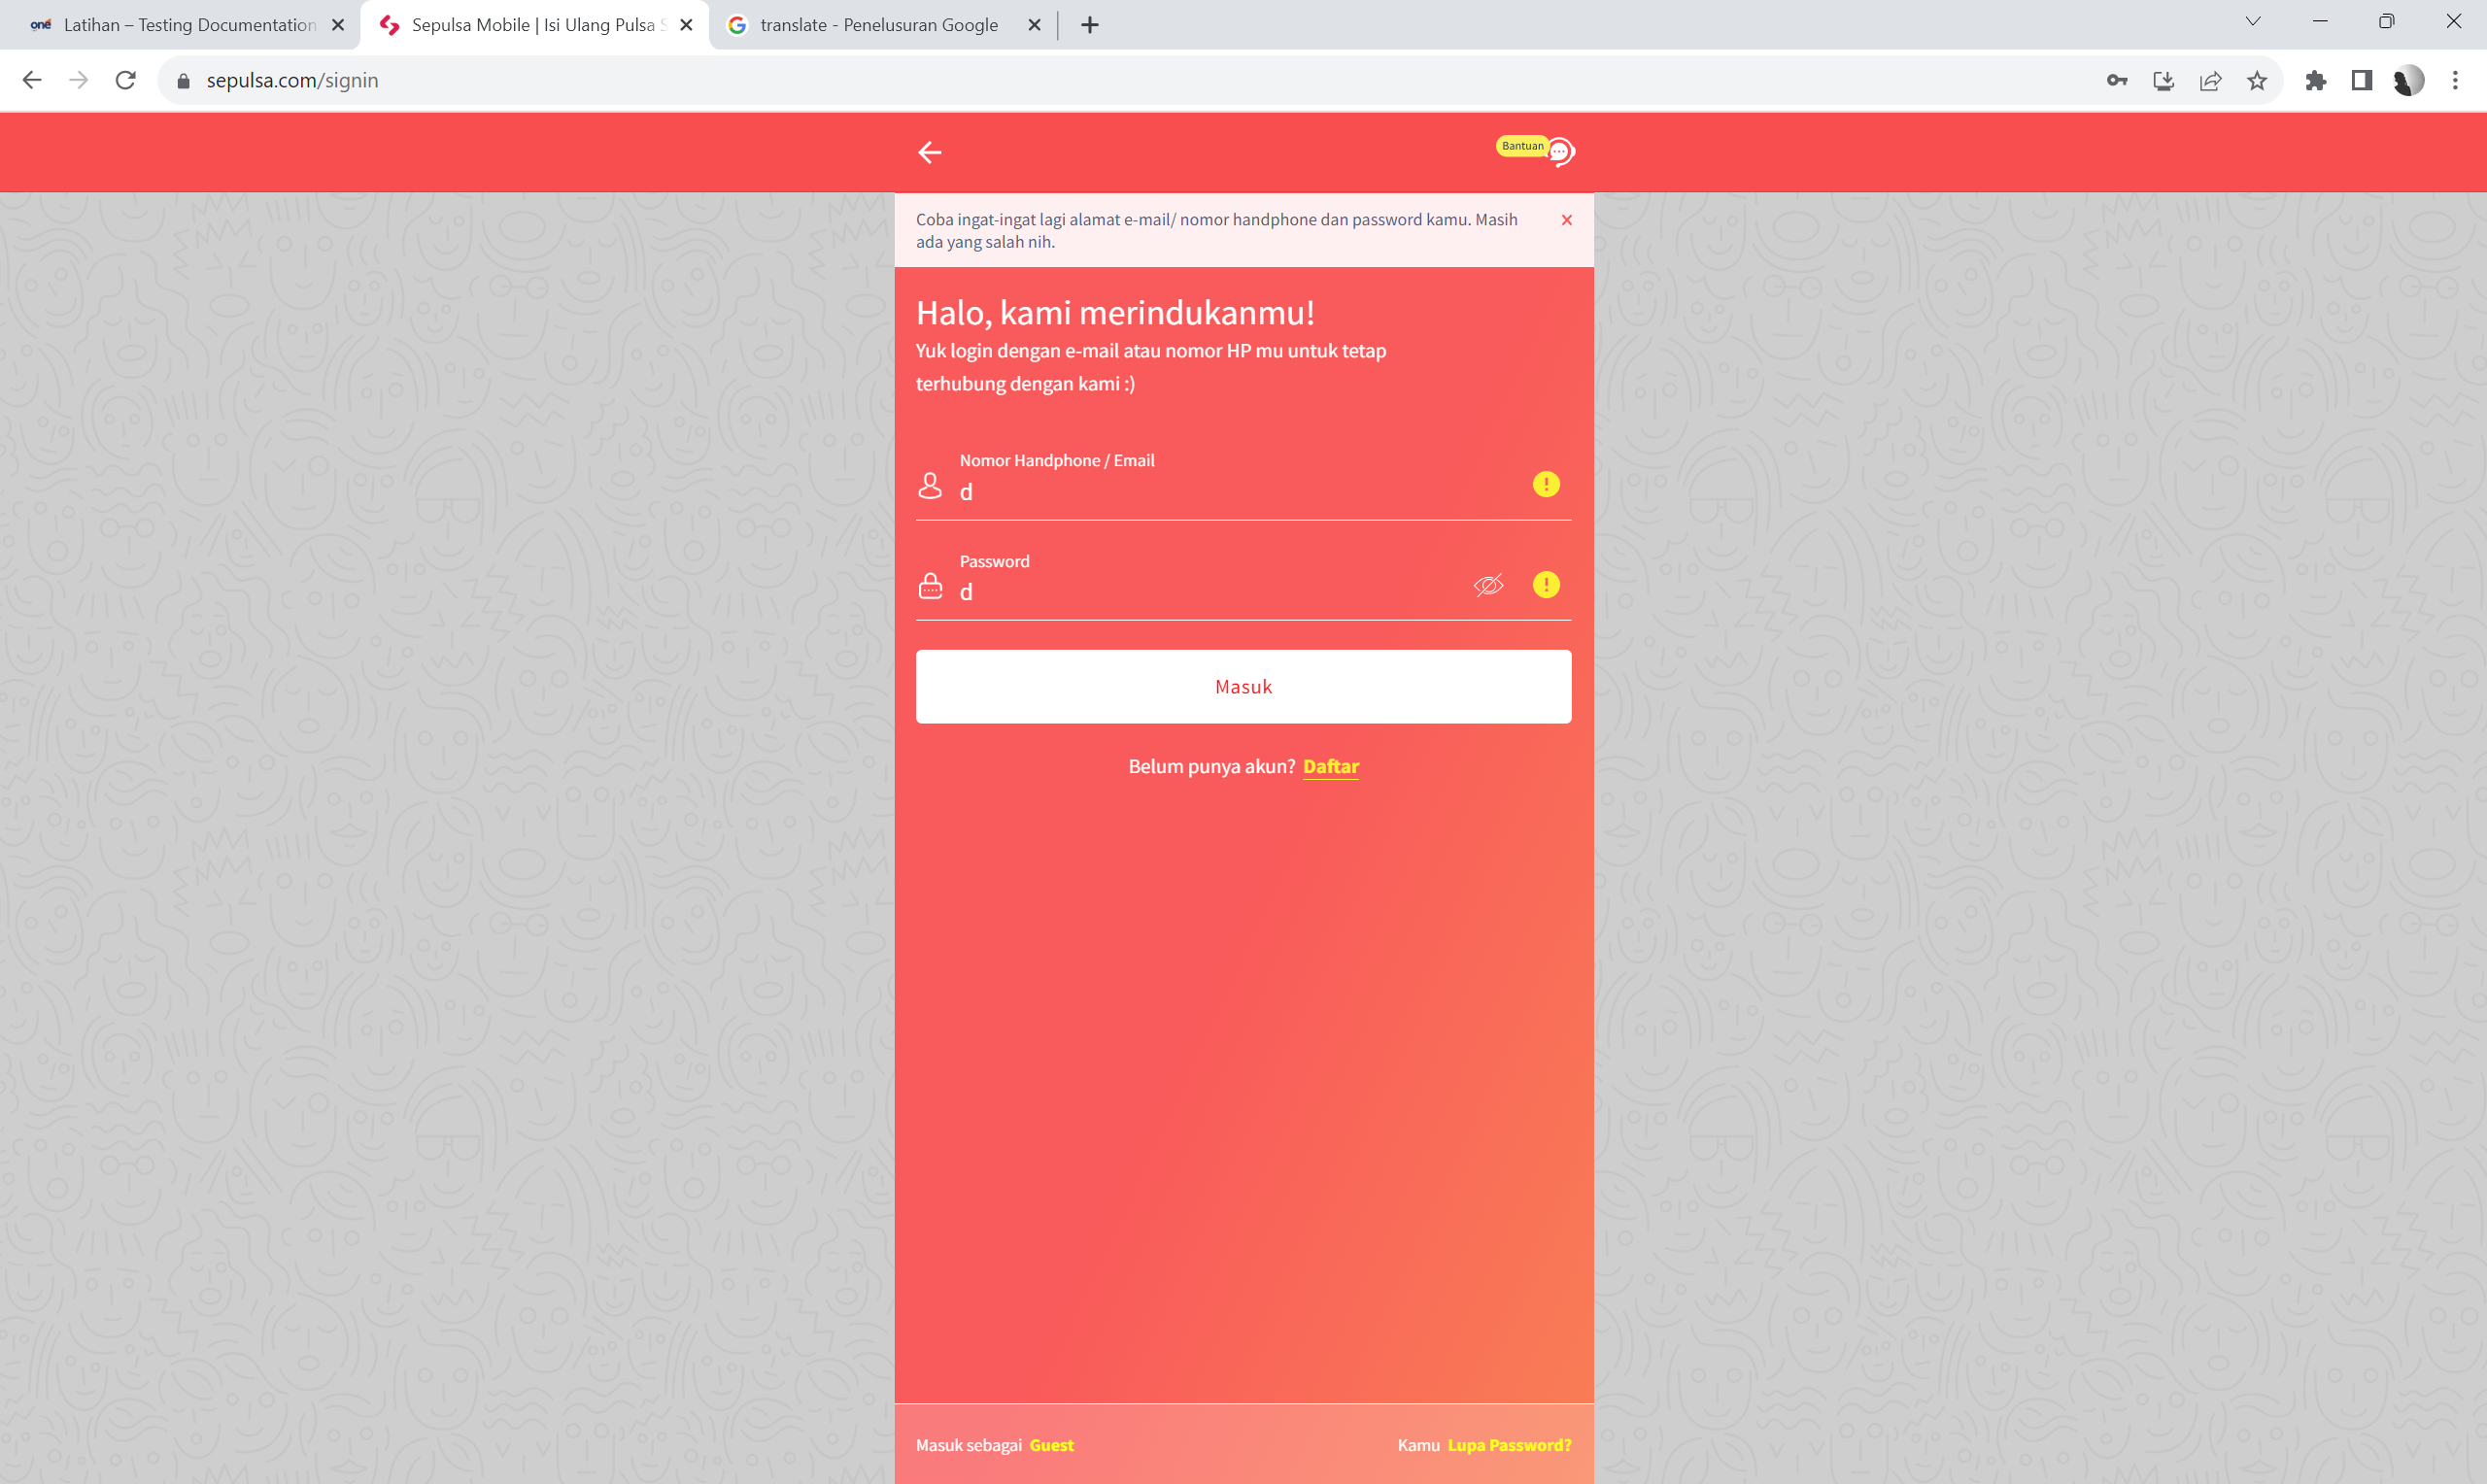 one Latihan – Testing Documentation
Sepulsa Mobile | Isi Ulang Pulsa S
translate - Penelusuran Google
sepulsa.com/signin
Bantuan
Coba ingat-ingat lagi alamat e-mail/ nomor handphone dan password kamu. Masih
ada yang salah nih.
Halo, kami merindukanmu!
Yuk login dengan e-mail atau nomor HP mu untuk tetap
terhubung dengan kami :)
Nomor Handphone / Email
d
Password
d
Masuk
Belum punya akun? Daftar
Masuk sebagai Guest
Kamu Lupa Password?